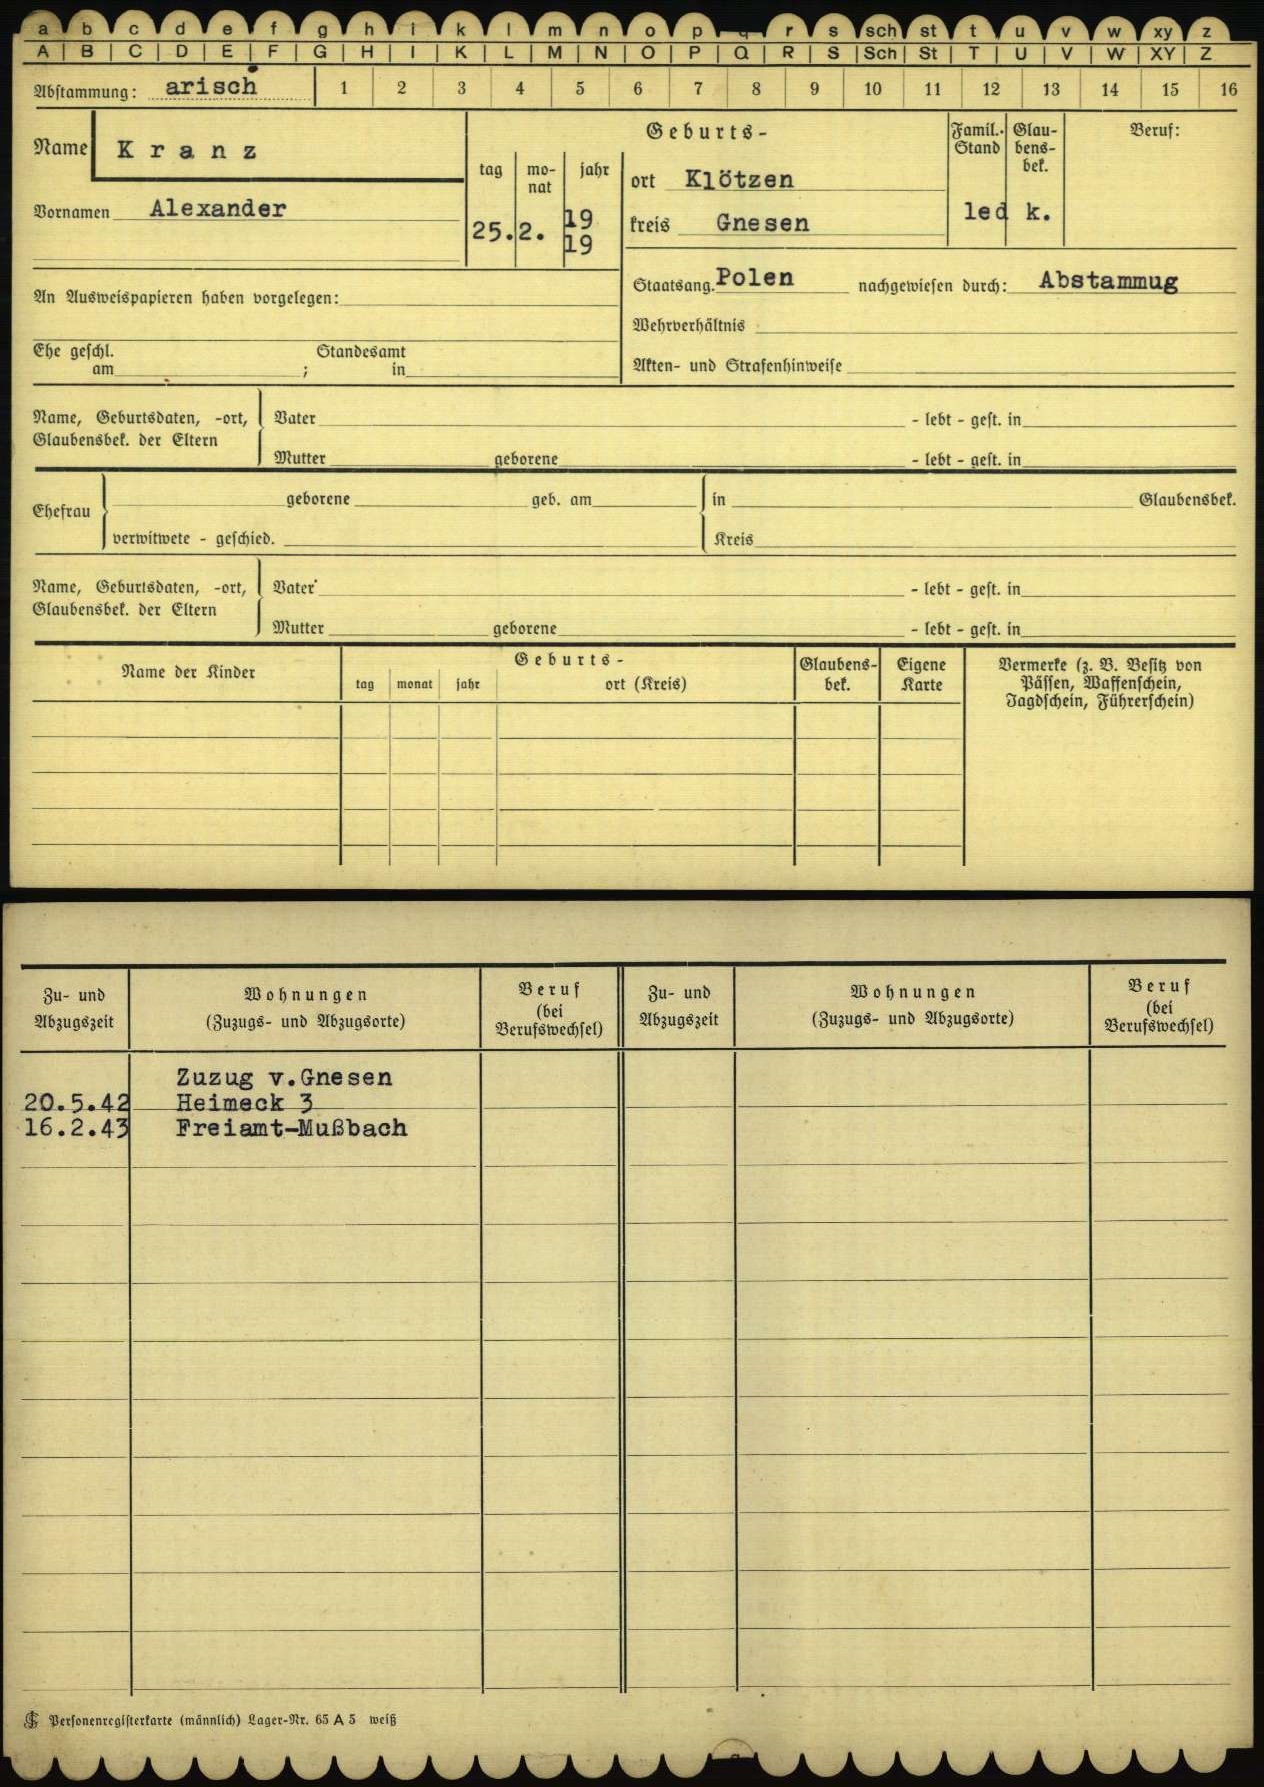 a b c d e f g h i k l m n o p q r s sch st t u v w xy z
A B C D E F G H I K L M N O P Q R S Sch St T U V W XY Z
Abstammung: arisch 1 2 3 4 5 6 7 8 9 10 11 12 13 14 15 16
Name Kranz
Vornamen Alexander
Geburts-
tag monat jahr
25. 2. 19
19
ort Klötzen
kreis Gnesen
Famil.-
Stand
led
Glau-
bens-
bek.
k.
Beruf:
An Ausweispapieren haben vorgelegen:
Staatsang. Polen nachgewiesen durch: Abstammug
Wehrverhältnis
Akten- und Strafenhinweise
Ehe geschl. Standesamt
am ; in
Name, Geburtsdaten, -ort,
Glaubensbek. der Eltern
Vater - lebt - gest. in
Mutter geborene - lebt - gest. in
Ehefrau geborene geb. am in Glaubensbek.
verwitwete - geschied. Kreis
Name, Geburtsdaten, -ort,
Glaubensbek. der Eltern
Vater - lebt - gest. in
Mutter geborene - lebt - gest. in
Name der Kinder
Geburts-
tag monat jahr ort (Kreis)
Glaubens-
bek.
Eigene
Karte
Vermerke (z. B. Besitz von
Pässen, Waffenschein,
Jagdschein, Führerschein)
Zu- und
Abzugszeit
Wohnungen
(Zuzugs- und Abzugsorte)
Beruf
(bei
Berufswechsel)
Zu- und
Abzugszeit
Wohnungen
(Zuzugs- und Abzugsorte)
Beruf
(bei
Berufswechsel)
Zuzug v.Gnesen
20.5.42 Heimeck 3
16.2.43 Freiamt-Mußbach
Personenregisterkarte (männlich) Lager-Nr. 65 A 5 weiß